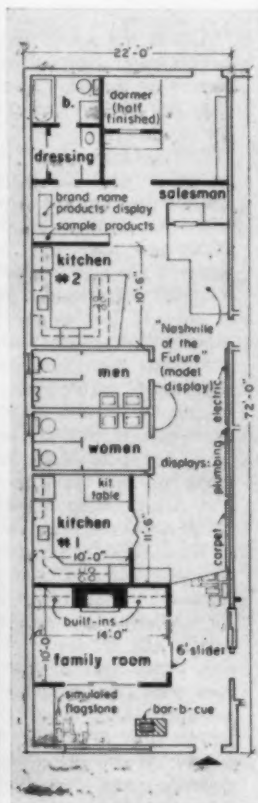 22'-0"
b.
dormer
(half
finished)
dressing
salesman
brand name
products display
sample products
kitchen
#2
10'-6"
"Nashville
of the
Future"
(model
display)
72'-0"
men
electric
women
displays:
plumbing
kit
table
kitchen
#1
10'-0"
11'-6"
carpet
built-ins
14'-0"
10'-0"
6' slider
family room
simulated
flagstone
bar-b-cue